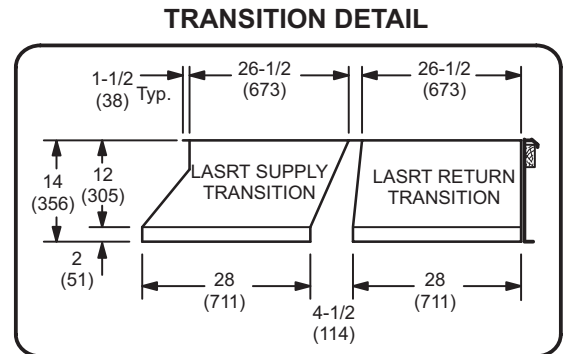 TRANSITION DETAIL
1-1/2
(38) Typ.
26-1/2
(673)
26-1/2
(673)
14
(356)
12
(305)
LASRT SUPPLY
TRANSITION
LASRT RETURN
TRANSITION
2
(51)
28
(711)
4-1/2
(114)
28
(711)